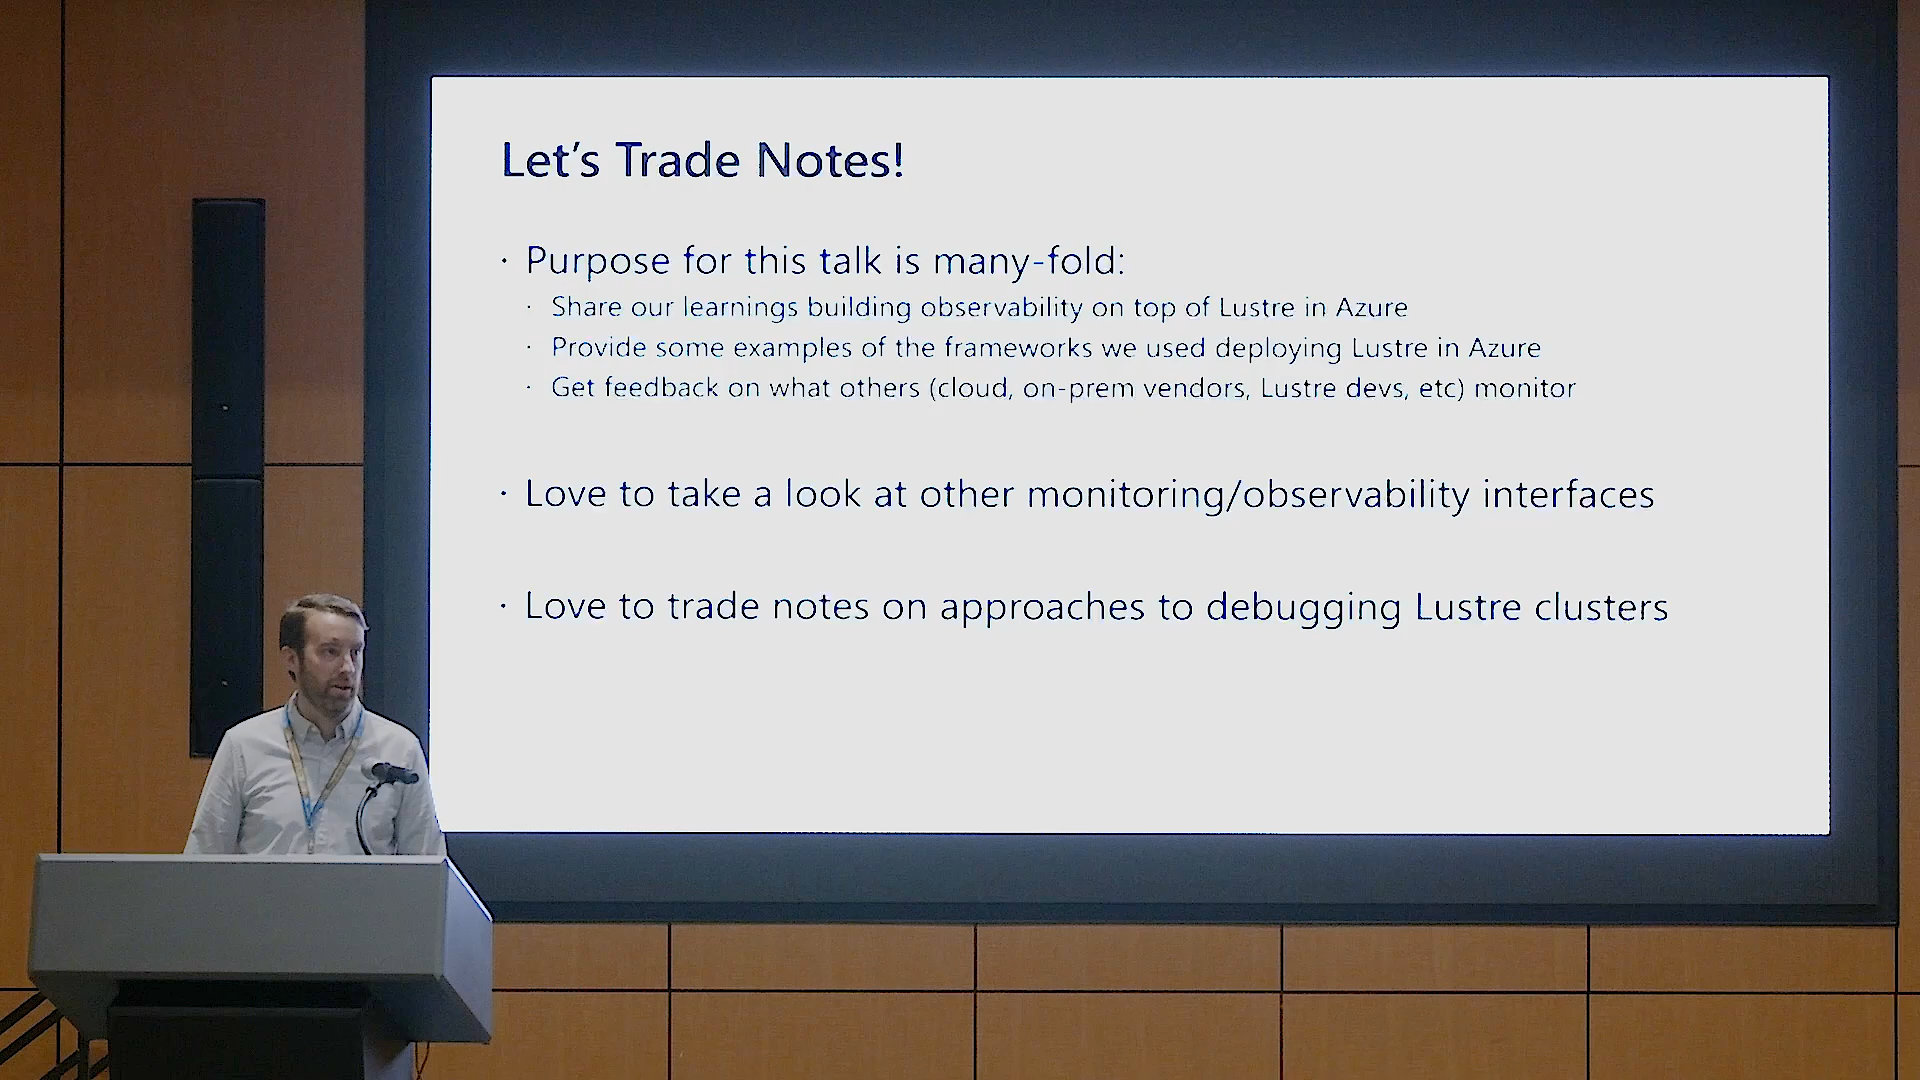 Let's Trade Notes!
· Purpose for this talk is many-fold:
· Share our learnings building observability on top of Lustre in Azure
· Provide some examples of the frameworks we used deploying Lustre in Azure
· Get feedback on what others (cloud, on-prem vendors, Lustre devs, etc) monitor
· Love to take a look at other monitoring/observability interfaces
· Love to trade notes on approaches to debugging Lustre clusters